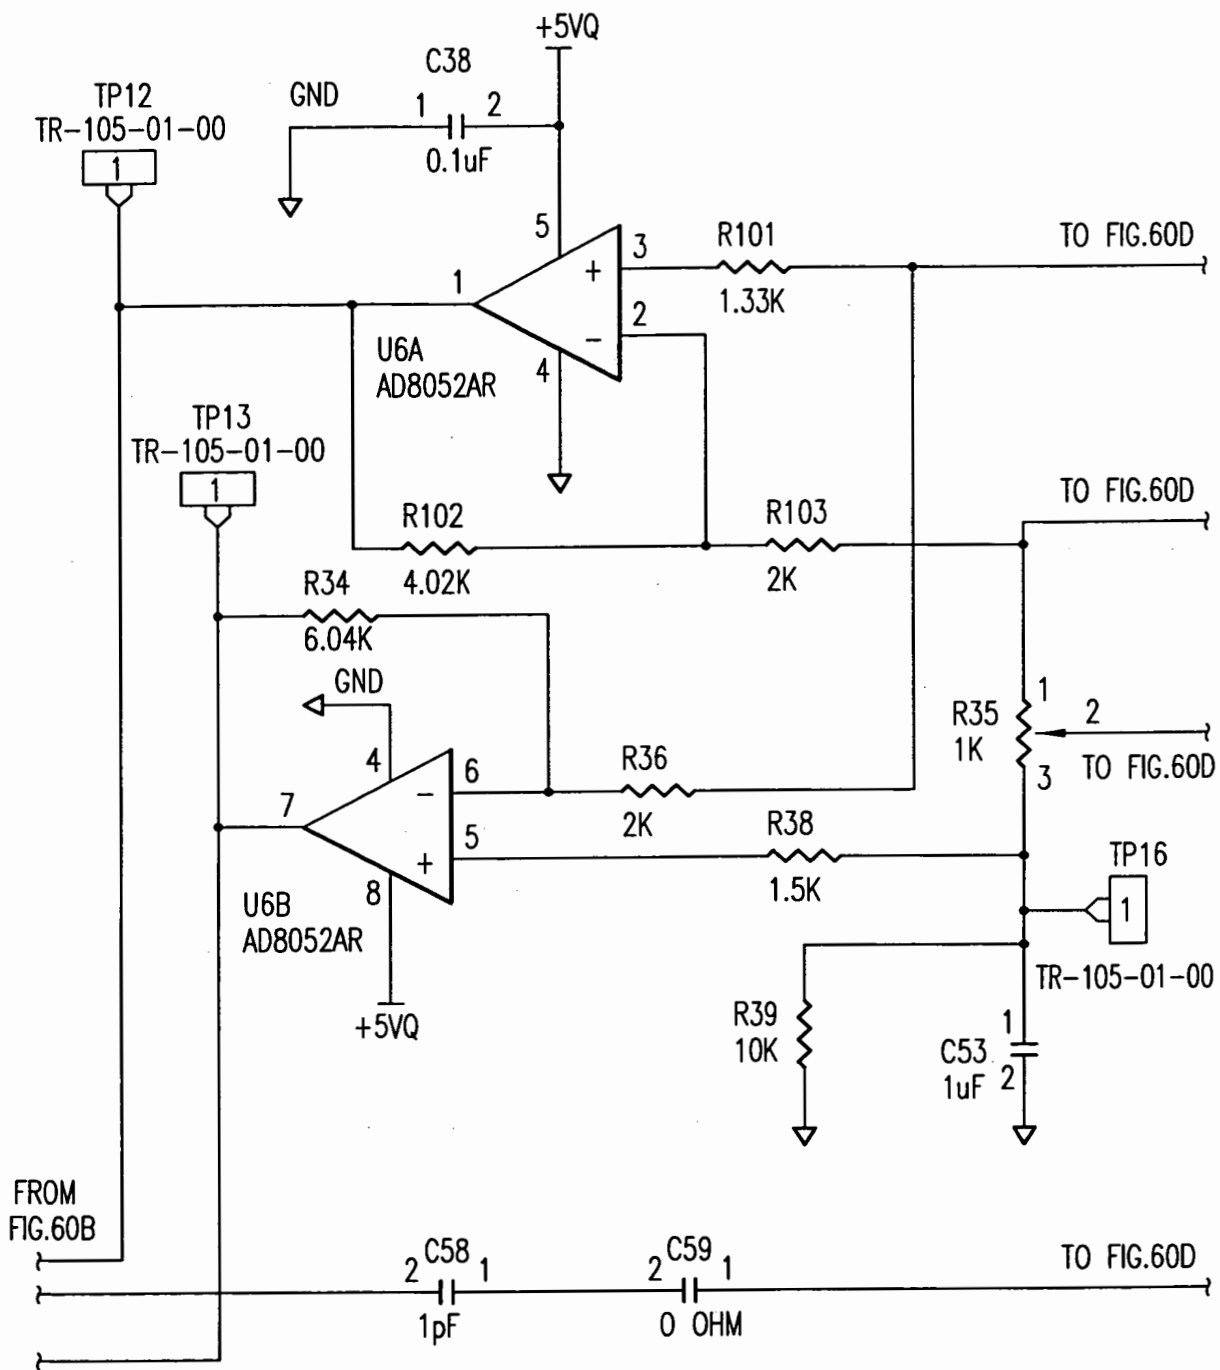 +5VQ
C38
1 2
0.1uF
GND
TP12
TR-105-01-00
1
5
3
R101
1.33K
TO FIG.60D
1
+
2
−
U6A
AD8052AR
4
TP13
TR-105-01-00
1
R102
4.02K
R103
2K
TO FIG.60D
R34
6.04K
GND
4
6
−
R36
2K
7
5
+
R38
1.5K
8
U6B
AD8052AR
+5VQ
R35
1K
1
2
3
TO FIG.60D
TP16
1
TR-105-01-00
R39
10K
C53
1uF
1
2
FROM
FIG.60B
2 C58 1
1pF
2 C59 1
0 OHM
TO FIG.60D